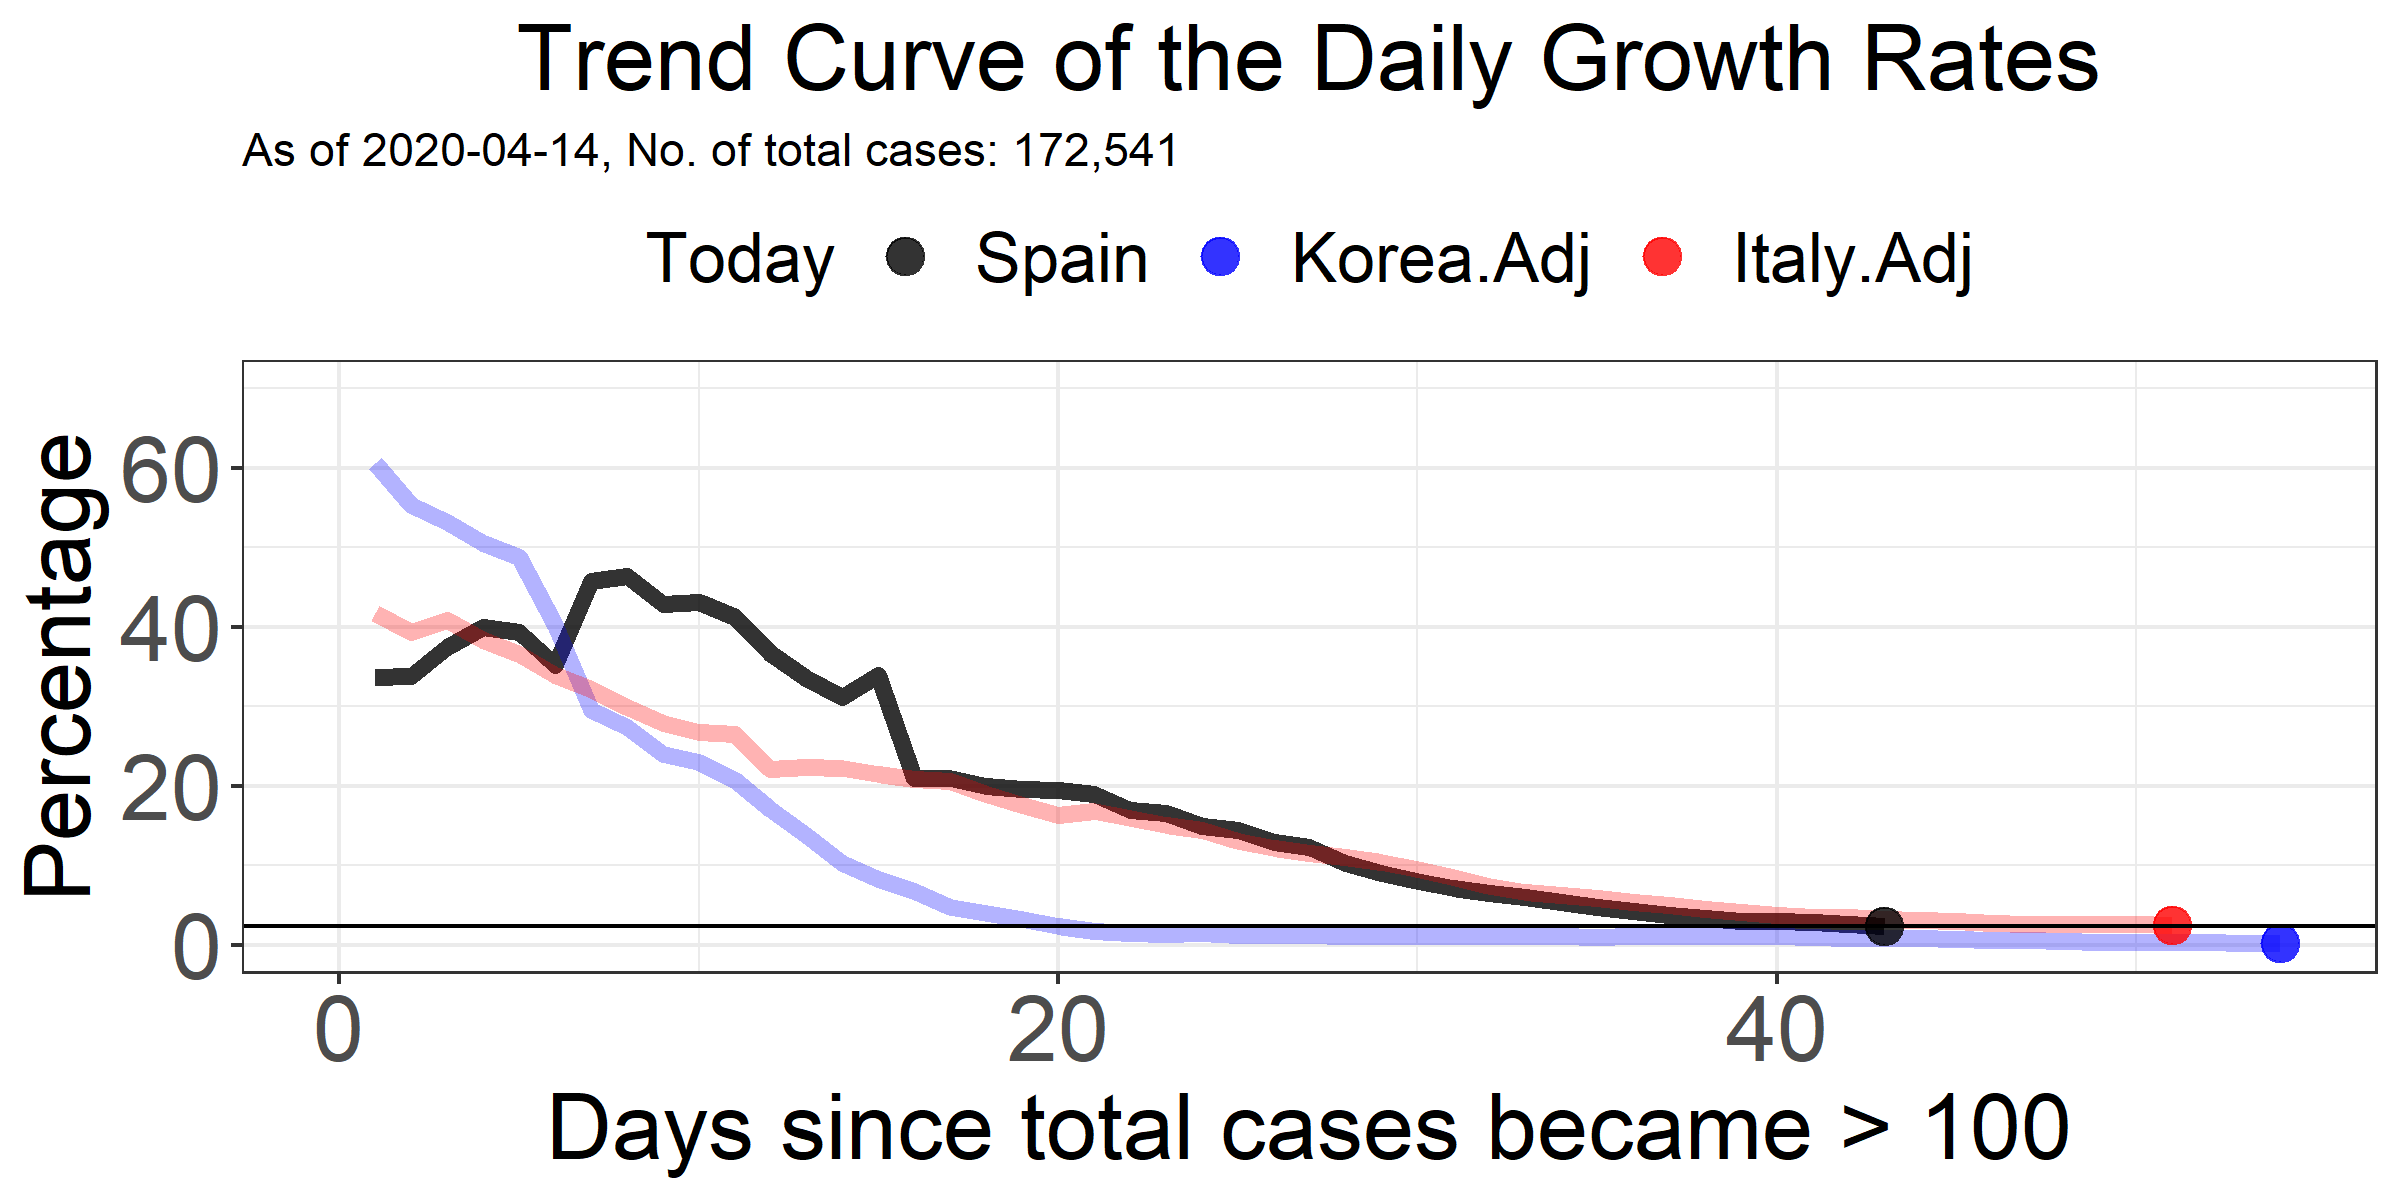 Trend Curve of the Daily Growth Rates
As of 2020-04-14, No. of total cases: 172,541
Today Spain Korea.Adj Italy.Adj
Percentage
60
40
20
0
0 20 40
Days since total cases became > 100